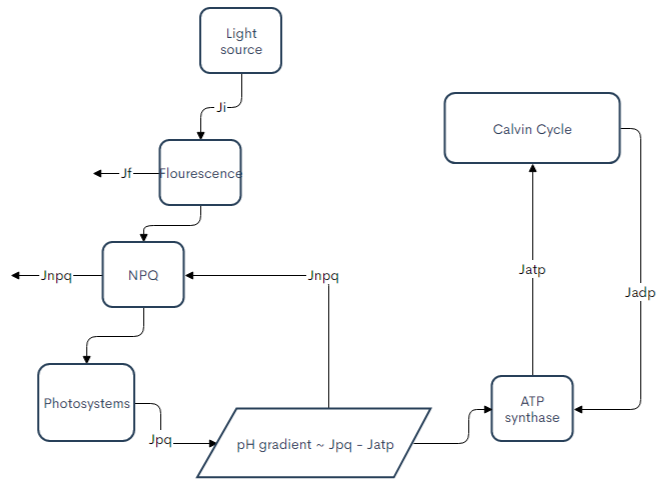 Light
source
Ji
Flourescence
Jf
NPQ
Jnpq
Jnpq
Photosystems
Jpq
pH gradient ~ Jpq - Jatp
Calvin Cycle
Jatp
Jadp
ATP
synthase